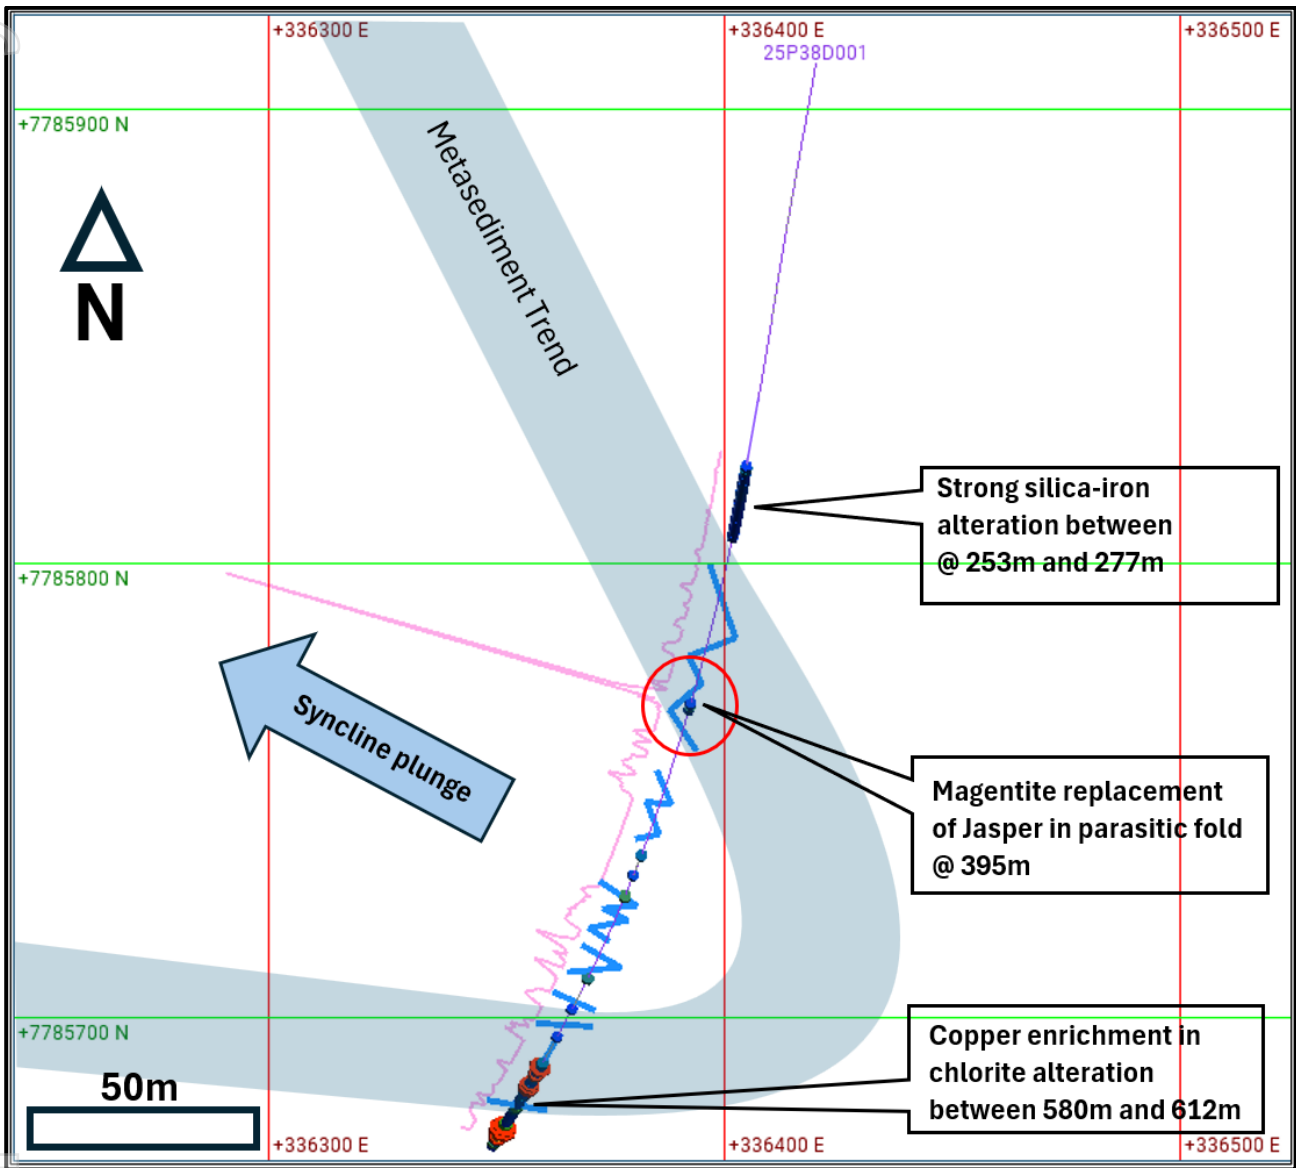 +336300 E
+336400 E
+336500 E
25P38D001
+7785900 N
Metasediment Trend
N
Strong silica-iron
alteration between
@ 253m and 277m
+7785800 N
Syncline plunge
Magentite replacement
of Jasper in parasitic fold
@ 395m
+7785700 N
Copper enrichment in
chlorite alteration
between 580m and 612m
50m
+336300 E
+336400 E
+336500 E